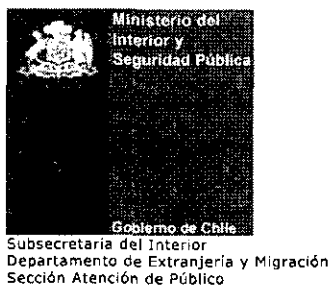 Ministerio del
Interior y
Seguridad Pública
Gobierno de Chile
Subsecretaría del Interior
Departamento de Extranjería y Migración
Sección Atención de Público